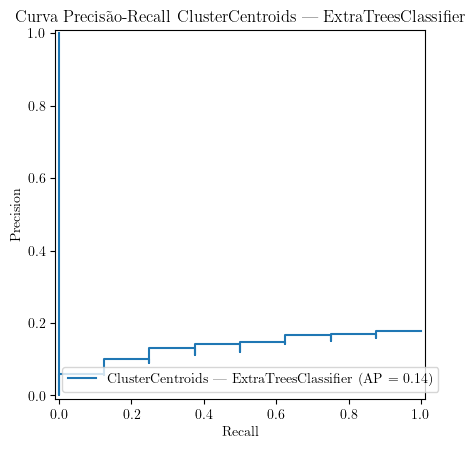 Curva Precisão-Recall ClusterCentroids — ExtraTreesClassifier
1.0
0.8
0.6
0.4
0.2
0.0
Precision
ClusterCentroids — ExtraTreesClassifier (AP = 0.14)
0.0 0.2 0.4 0.6 0.8 1.0
Recall